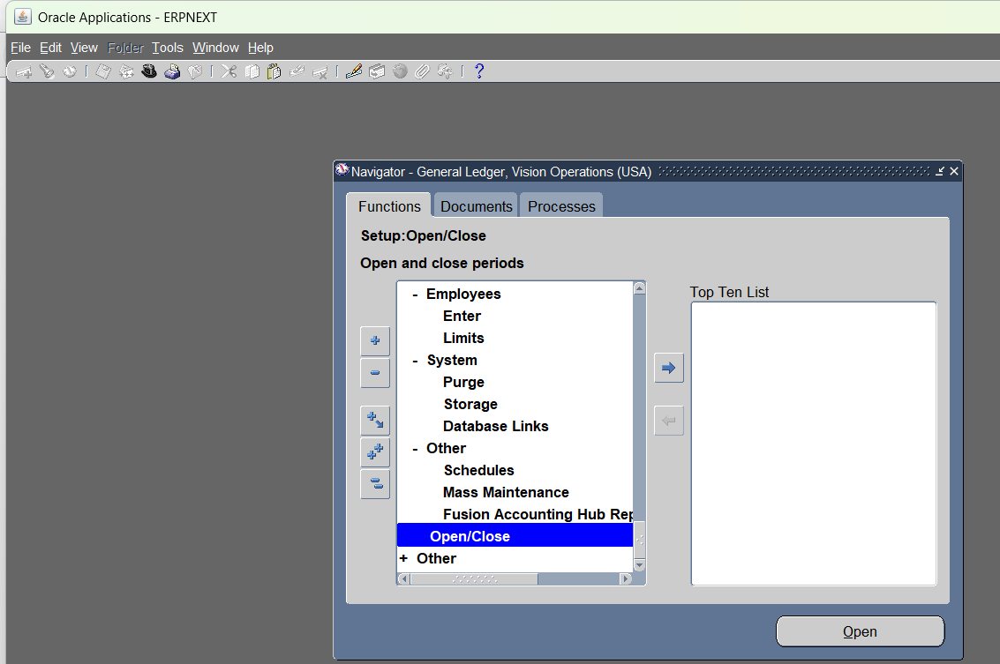 Oracle Applications - ERPNEXT
File Edit View Folder Tools Window Help
?
Navigator - General Ledger, Vision Operations (USA)
Functions Documents Processes
Setup:Open/Close
Open and close periods
Top Ten List
- Employees
Enter
Limits
- System
Purge
Storage
Database Links
- Other
Schedules
Mass Maintenance
Fusion Accounting Hub Rep
Open/Close
+ Other
Open